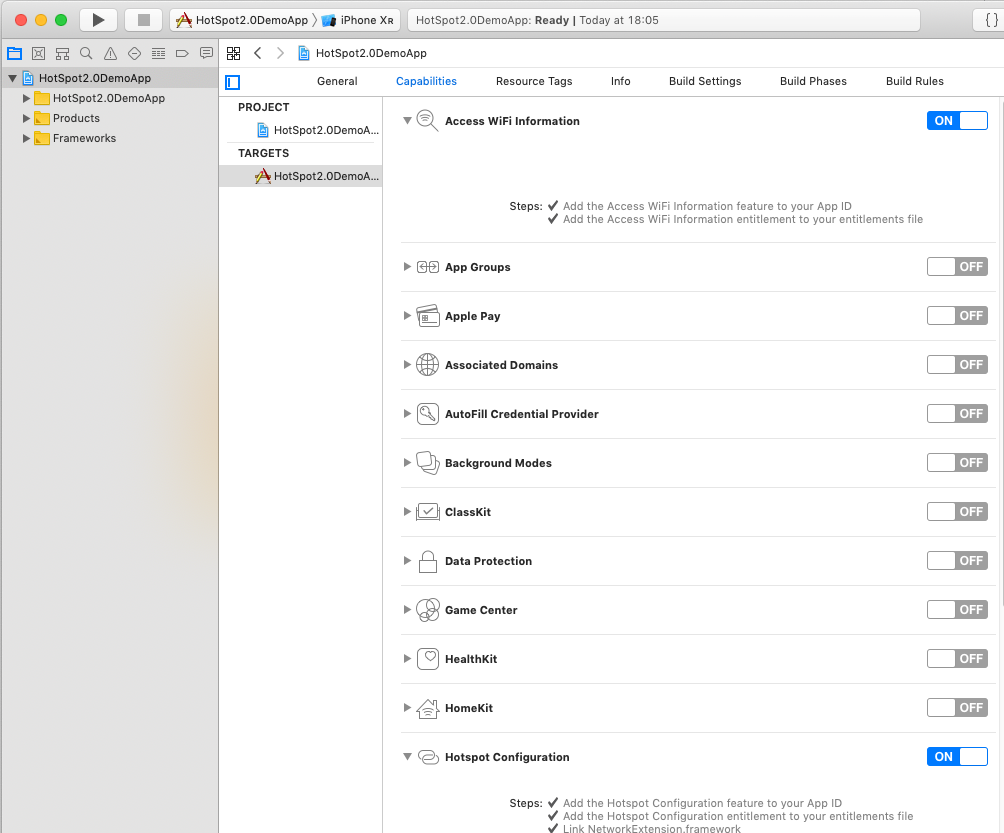 HotSpot2.0DemoApp 〉 iPhone XR
HotSpot2.0DemoApp: Ready | Today at 18:05
{}
HotSpot2.0DemoApp
HotSpot2.0DemoApp
Products
Frameworks
HotSpot2.0DemoApp
General Capabilities Resource Tags Info Build Settings Build Phases Build Rules
PROJECT
HotSpot2.0DemoA...
TARGETS
HotSpot2.0DemoA...
Access WiFi Information ON
Steps: ✔ Add the Access WiFi Information feature to your App ID
✔ Add the Access WiFi Information entitlement to your entitlements file
App Groups OFF
Apple Pay OFF
Associated Domains OFF
AutoFill Credential Provider OFF
Background Modes OFF
ClassKit OFF
Data Protection OFF
Game Center OFF
HealthKit OFF
HomeKit OFF
Hotspot Configuration ON
Steps: ✔ Add the Hotspot Configuration feature to your App ID
✔ Add the Hotspot Configuration entitlement to your entitlements file
✔ Link NetworkExtension.framework